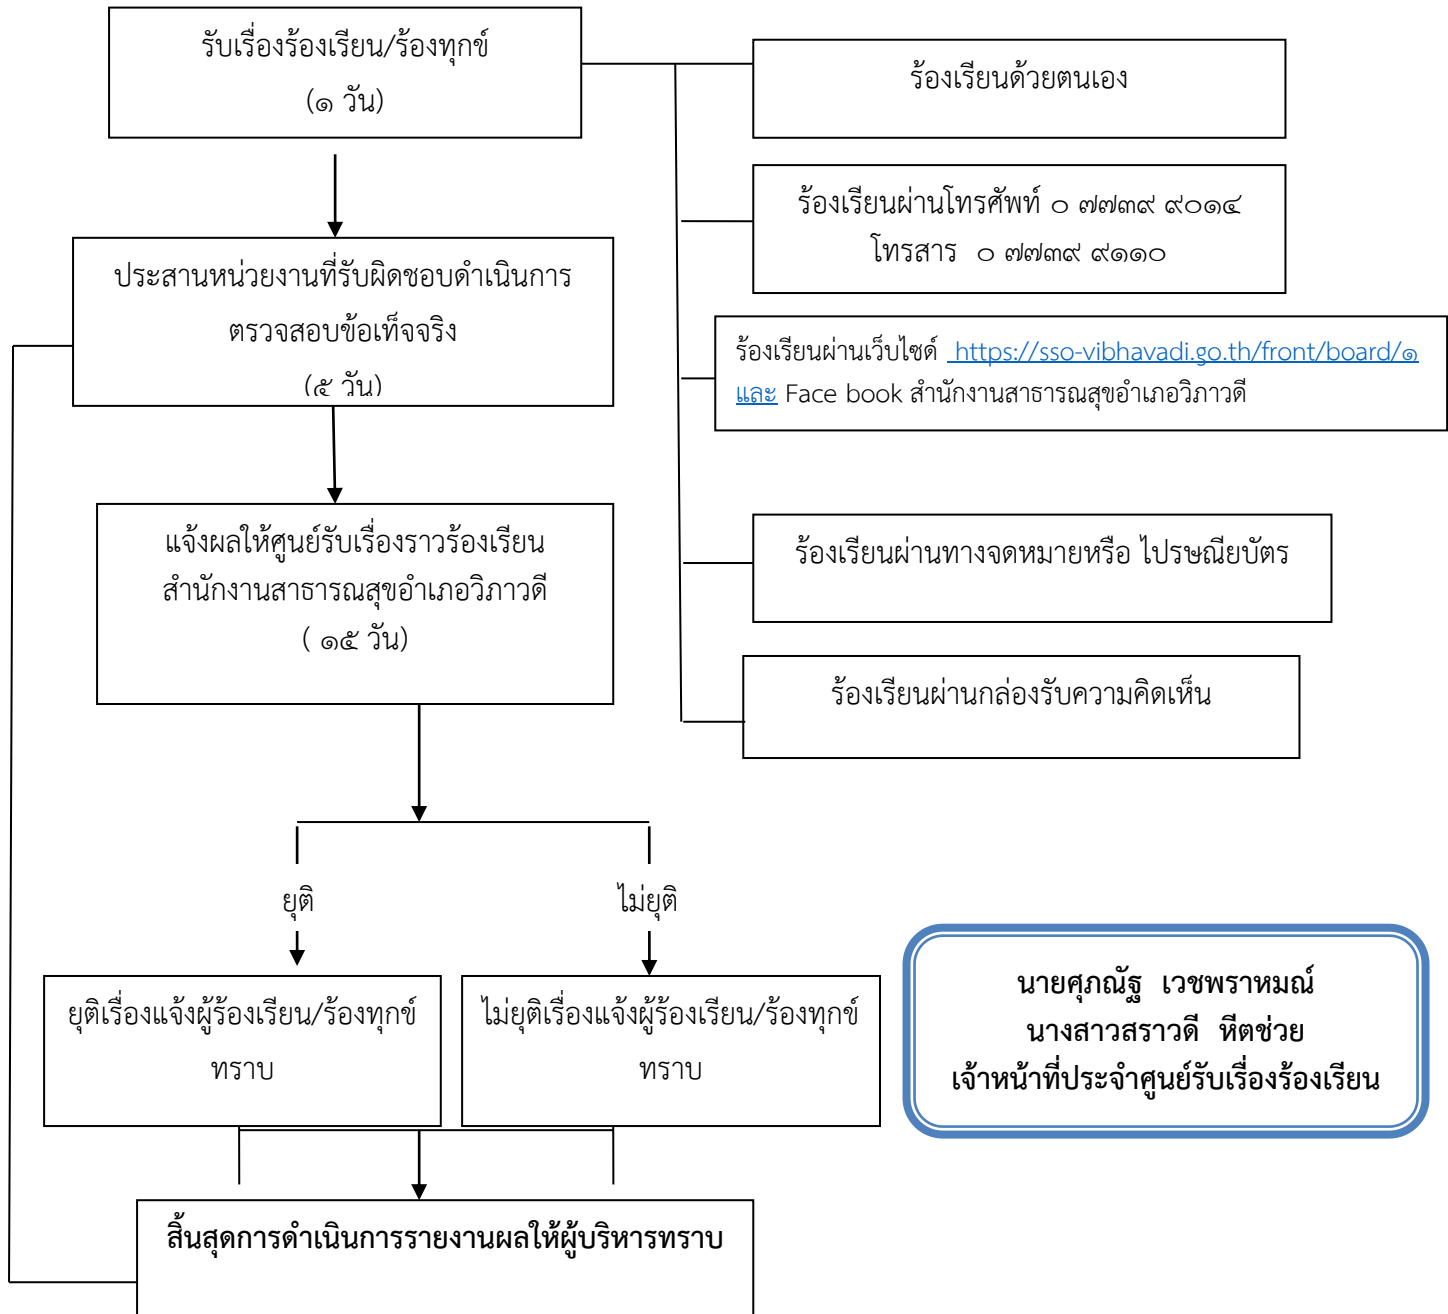 รับเรื่องร้องเรียน/ร้องทุกข์
(๑ วัน)
ร้องเรียนด้วยตนเอง
ร้องเรียนผ่านโทรศัพท์ ๐ ๗๗๓๙ ๙๐๑๔
โทรสาร ๐ ๗๗๓๙ ๙๑๑๐
ประสานหน่วยงานที่รับผิดชอบดำเนินการ
ตรวจสอบข้อเท็จจริง
(๕ วัน)
ร้องเรียนผ่านเว็บไซด์ https://sso-vibhavadi.go.th/front/board/๑
และ Face book สำนักงานสาธารณสุขอำเภอวิภาวดี
แจ้งผลให้ศูนย์รับเรื่องราวร้องเรียน
สำนักงานสาธารณสุขอำเภอวิภาวดี
( ๑๕ วัน)
ร้องเรียนผ่านทางจดหมายหรือ ไปรษณียบัตร
ร้องเรียนผ่านกล่องรับความคิดเห็น
ยุติ
ไม่ยุติ
ยุติเรื่องแจ้งผู้ร้องเรียน/ร้องทุกข์
ทราบ
ไม่ยุติเรื่องแจ้งผู้ร้องเรียน/ร้องทุกข์
ทราบ
นายศุภณัฐ เวชพราหมณ์
นางสาวสราวดี หีตช่วย
เจ้าหน้าที่ประจำศูนย์รับเรื่องร้องเรียน
สิ้นสุดการดำเนินการรายงานผลให้ผู้บริหารทราบ